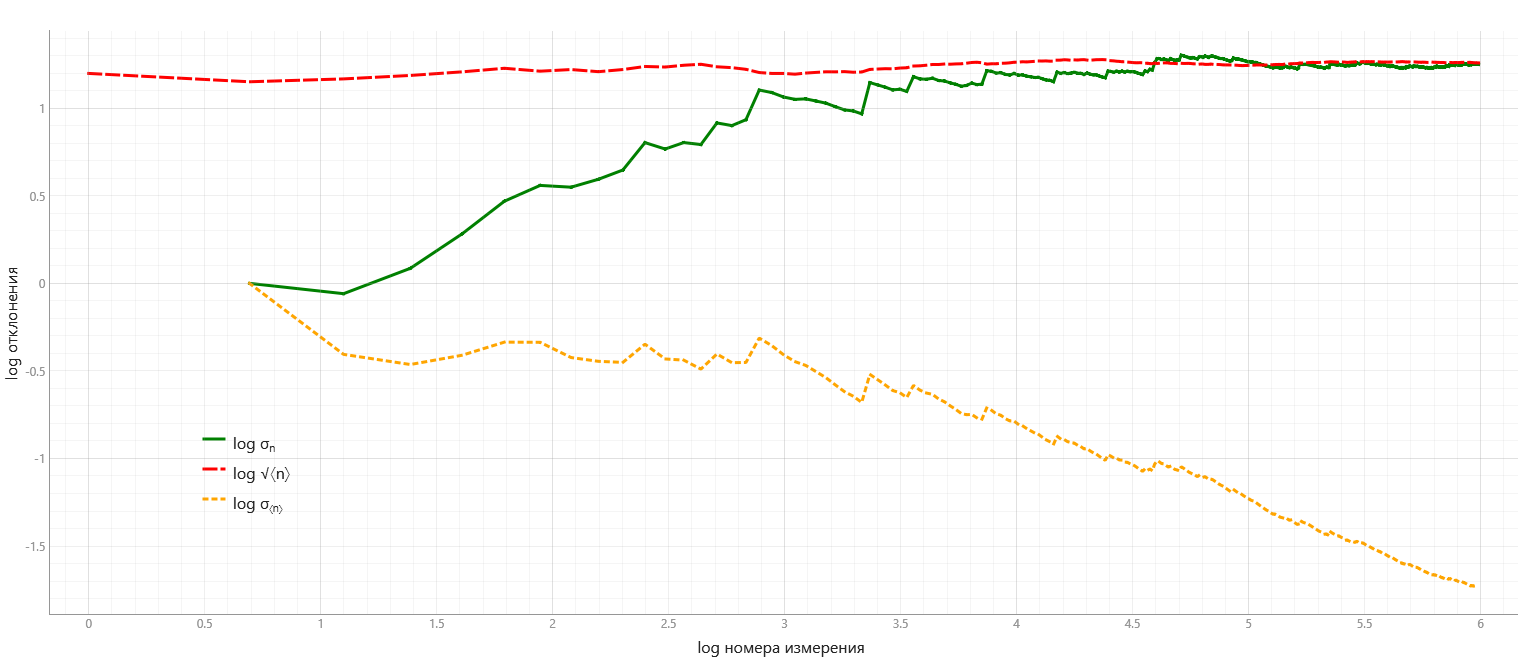 log отклонения
1
0.5
0
-0.5
-1
-1.5
log σₙ
log √⟨n⟩
log σ₍ₙ₎
0 0.5 1 1.5 2 2.5 3 3.5 4 4.5 5 5.5 6
log номера измерения